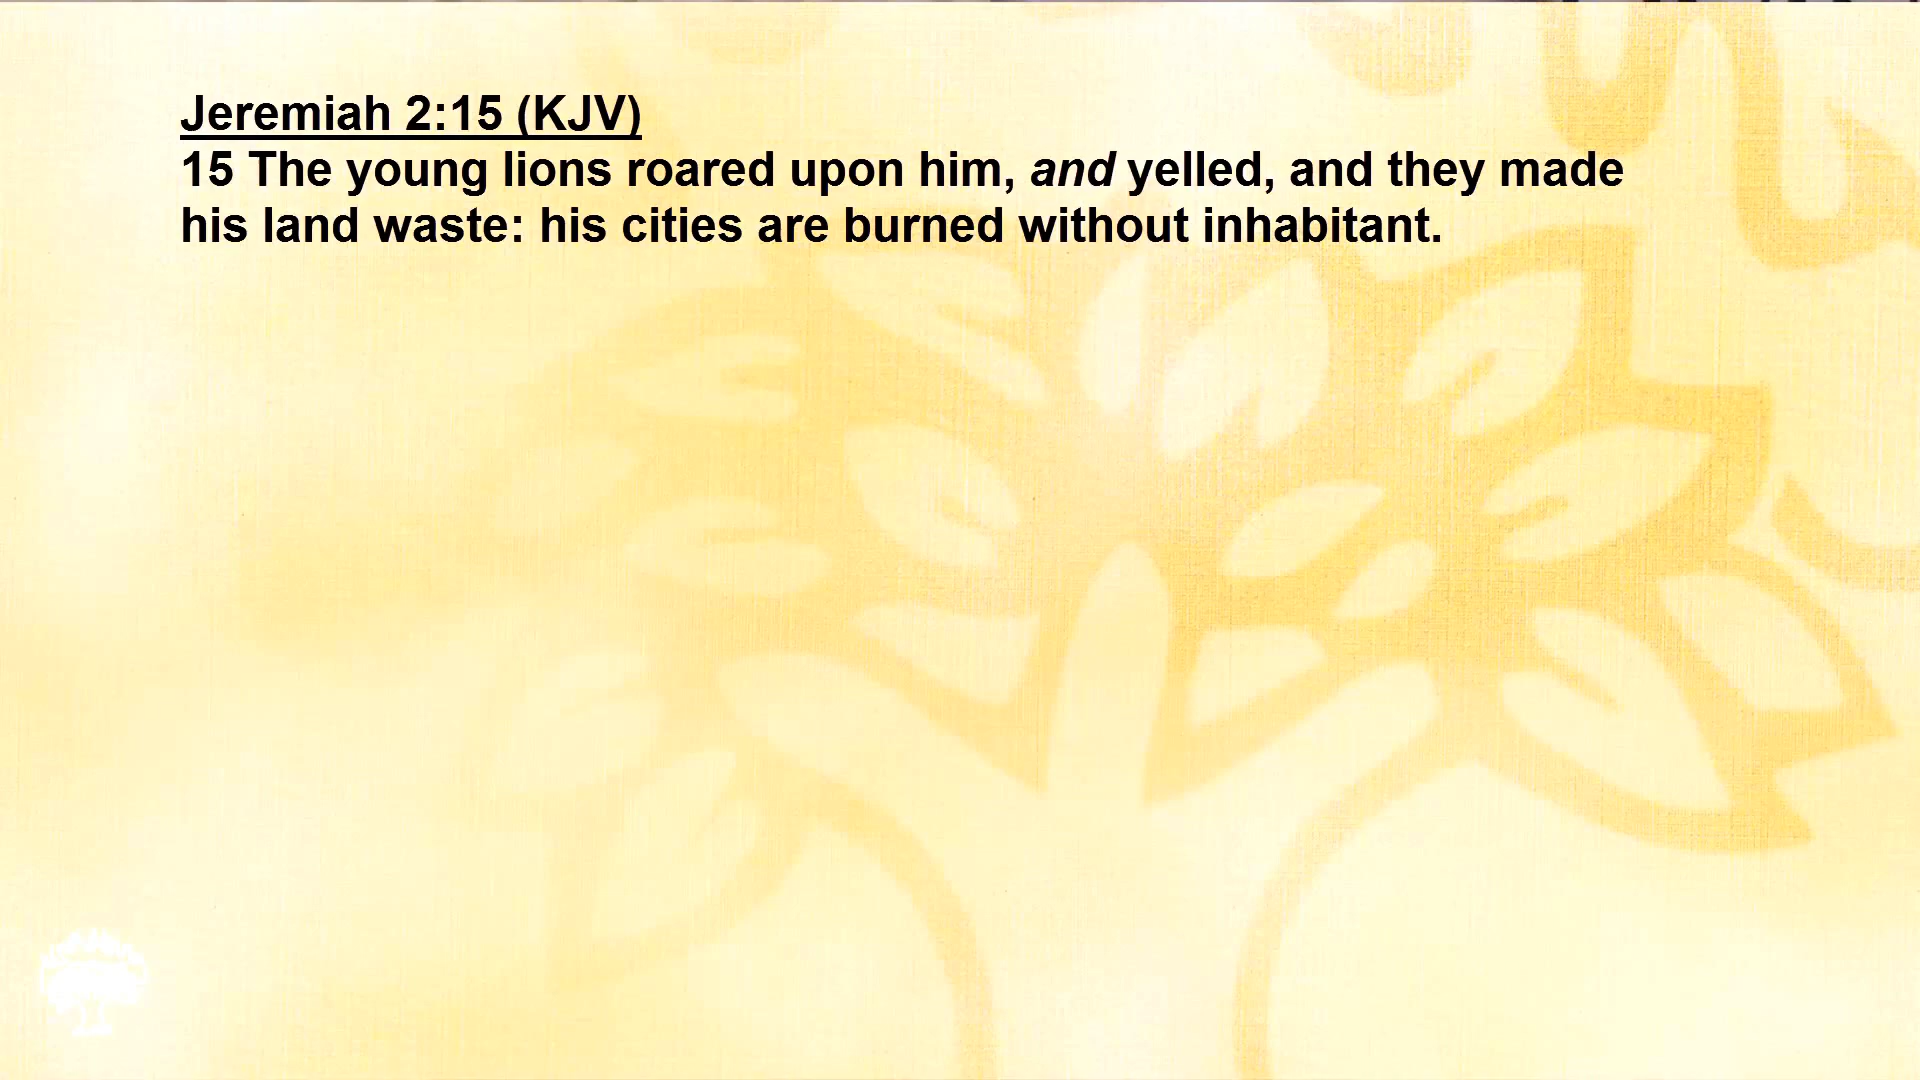 Jeremiah 2:15 (KJV)
15 The young lions roared upon him, and yelled, and they made
his land waste: his cities are burned without inhabitant.